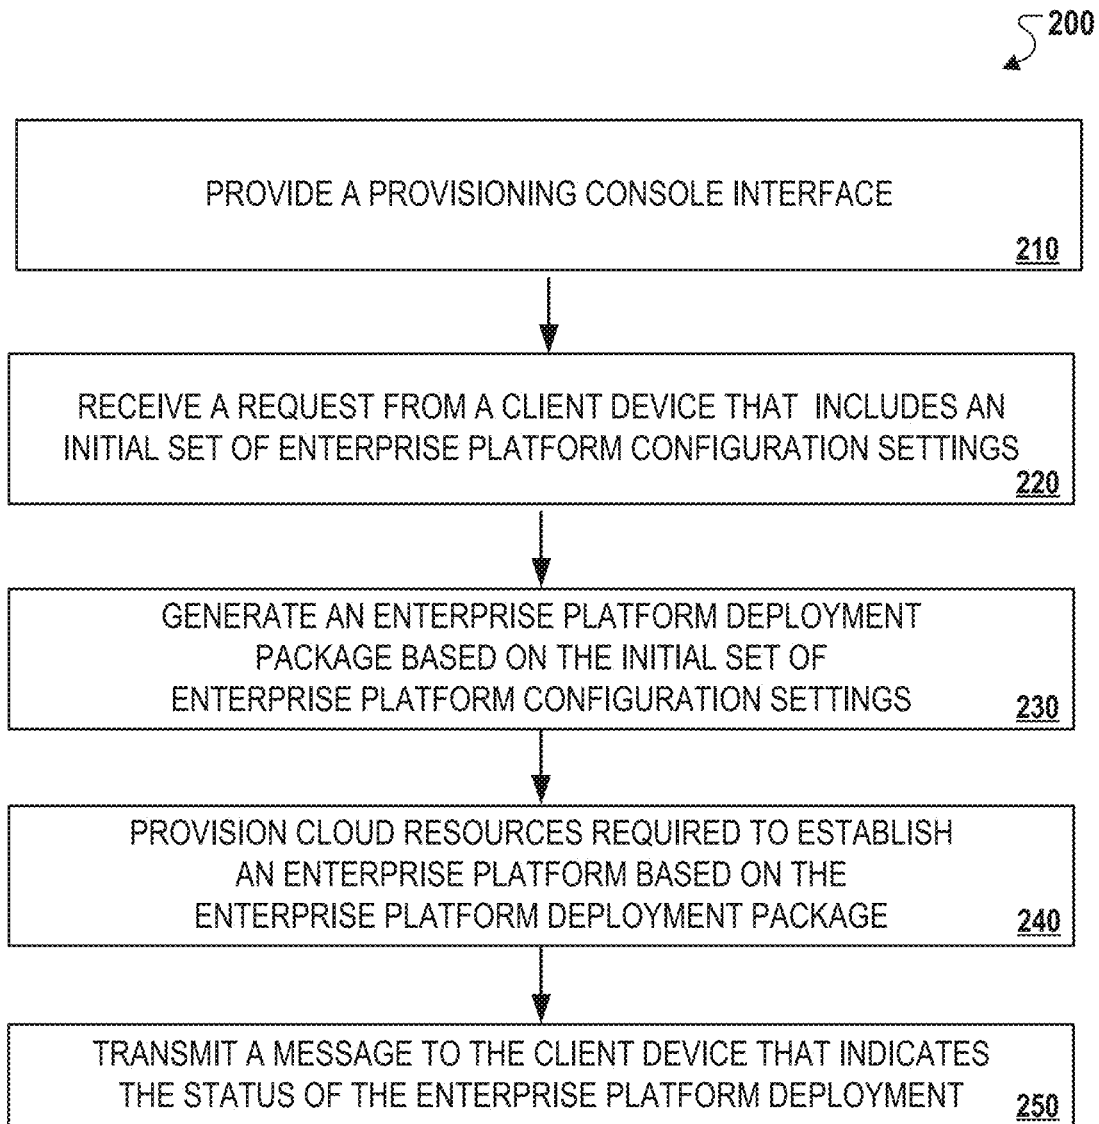 200
PROVIDE A PROVISIONING CONSOLE INTERFACE
210
RECEIVE A REQUEST FROM A CLIENT DEVICE THAT INCLUDES AN
INITIAL SET OF ENTERPRISE PLATFORM CONFIGURATION SETTINGS
220
GENERATE AN ENTERPRISE PLATFORM DEPLOYMENT
PACKAGE BASED ON THE INITIAL SET OF
ENTERPRISE PLATFORM CONFIGURATION SETTINGS
230
PROVISION CLOUD RESOURCES REQUIRED TO ESTABLISH
AN ENTERPRISE PLATFORM BASED ON THE
ENTERPRISE PLATFORM DEPLOYMENT PACKAGE
240
TRANSMIT A MESSAGE TO THE CLIENT DEVICE THAT INDICATES
THE STATUS OF THE ENTERPRISE PLATFORM DEPLOYMENT
250